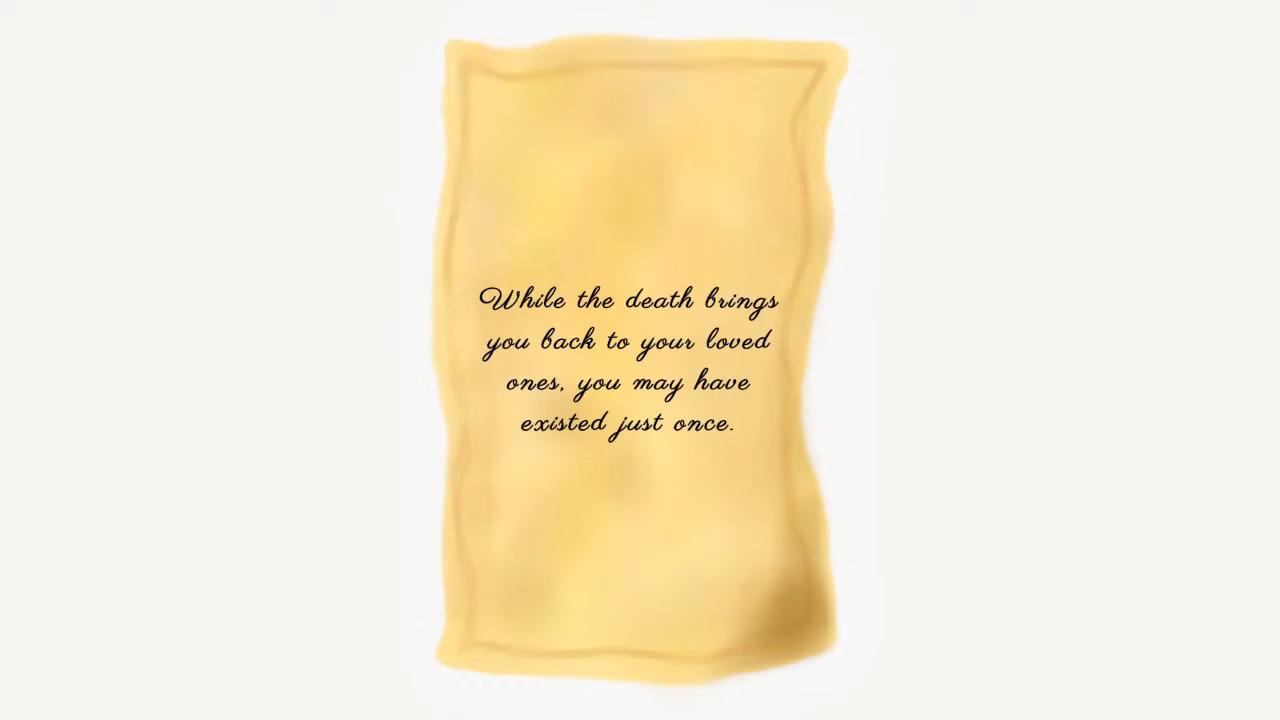 While the death brings
you back to your loved
ones, you may have
existed just once.